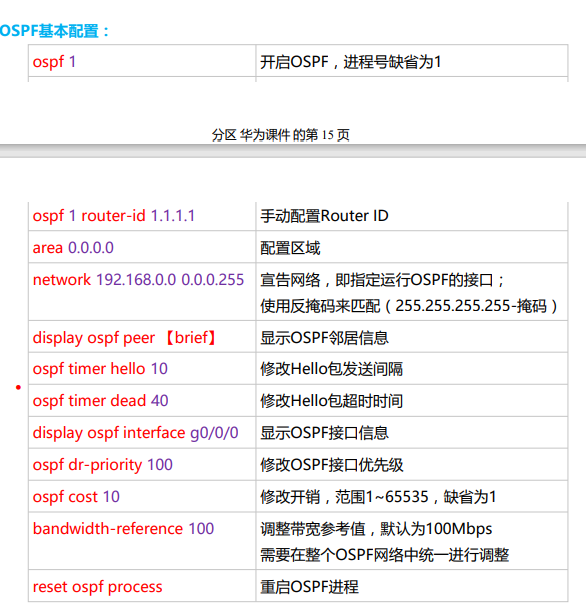 OSPF基本配置：
ospf 1 开启OSPF，进程号缺省为1
分区 华为课件 的第 15 页
ospf 1 router-id 1.1.1.1 手动配置Router ID
area 0.0.0.0 配置区域
network 192.168.0.0 0.0.0.255 宣告网络，即指定运行OSPF的接口；
使用反掩码来匹配（255.255.255.255-掩码）
display ospf peer 【brief】 显示OSPF邻居信息
ospf timer hello 10 修改Hello包发送间隔
ospf timer dead 40 修改Hello包超时时间
display ospf interface g0/0/0 显示OSPF接口信息
ospf dr-priority 100 修改OSPF接口优先级
ospf cost 10 修改开销，范围1~65535，缺省为1
bandwidth-reference 100 调整带宽参考值，默认为100Mbps
需要在整个OSPF网络中统一进行调整
reset ospf process 重启OSPF进程